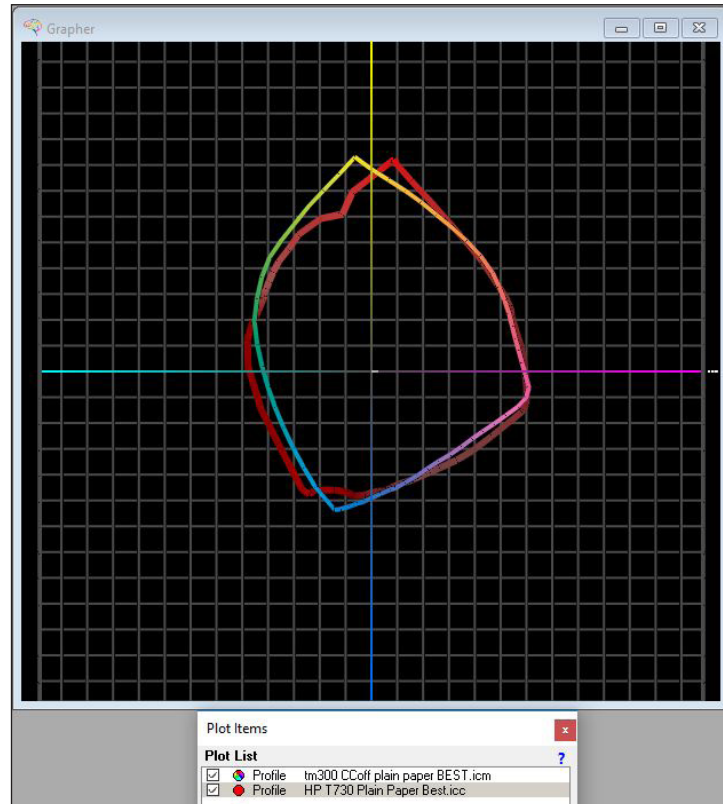 Grapher
Plot Items
Plot List ?
Profile tm300 CCoff plain paper BEST.icm
Profile HP T730 Plain Paper Best.icc